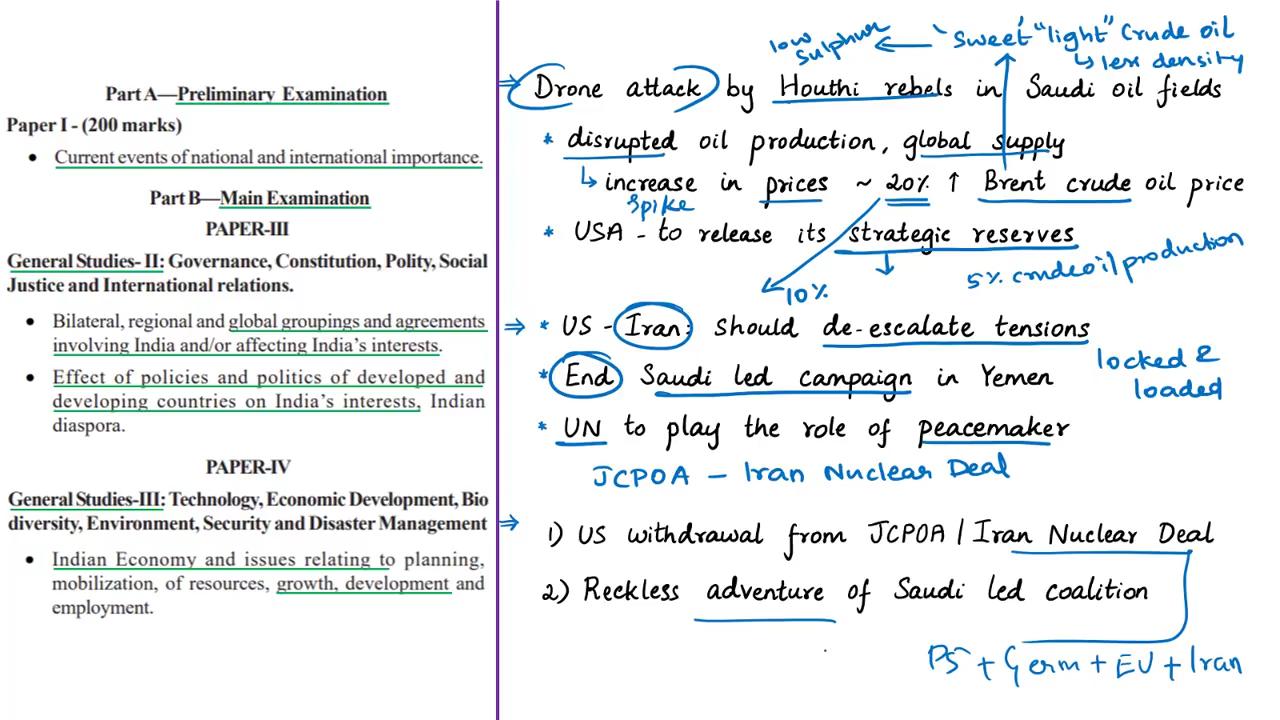 Part A—Preliminary Examination
Paper I - (200 marks)
• Current events of national and international importance.
Part B—Main Examination
PAPER-III
General Studies- II: Governance, Constitution, Polity, Social
Justice and International relations.
• Bilateral, regional and global groupings and agreements
involving India and/or affecting India's interests.
• Effect of policies and politics of developed and
developing countries on India's interests, Indian
diaspora.
PAPER-IV
General Studies-III: Technology, Economic Development, Bio
diversity, Environment, Security and Disaster Management
• Indian Economy and issues relating to planning,
mobilization, of resources, growth, development and
employment.
low sulphur ← 'Sweet' "light" Crude oil
↳ less density
⇒ Drone attack by Houthi rebels in Saudi oil fields
* disrupted oil production, global supply
↳ increase in prices ~ 20% ↑ Brent crude oil price
spike
* USA - to release its strategic reserves
5% crude oil production
10%
⇒ * US - Iran: should de-escalate tensions
* End Saudi led campaign in Yemen
locked &
loaded
* UN to play the role of peacemaker
JCPOA – Iran Nuclear Deal
⇒ 1) US withdrawal from JCPOA / Iran Nuclear Deal
2) Reckless adventure of Saudi led coalition
P5 + Germ + EU + Iran